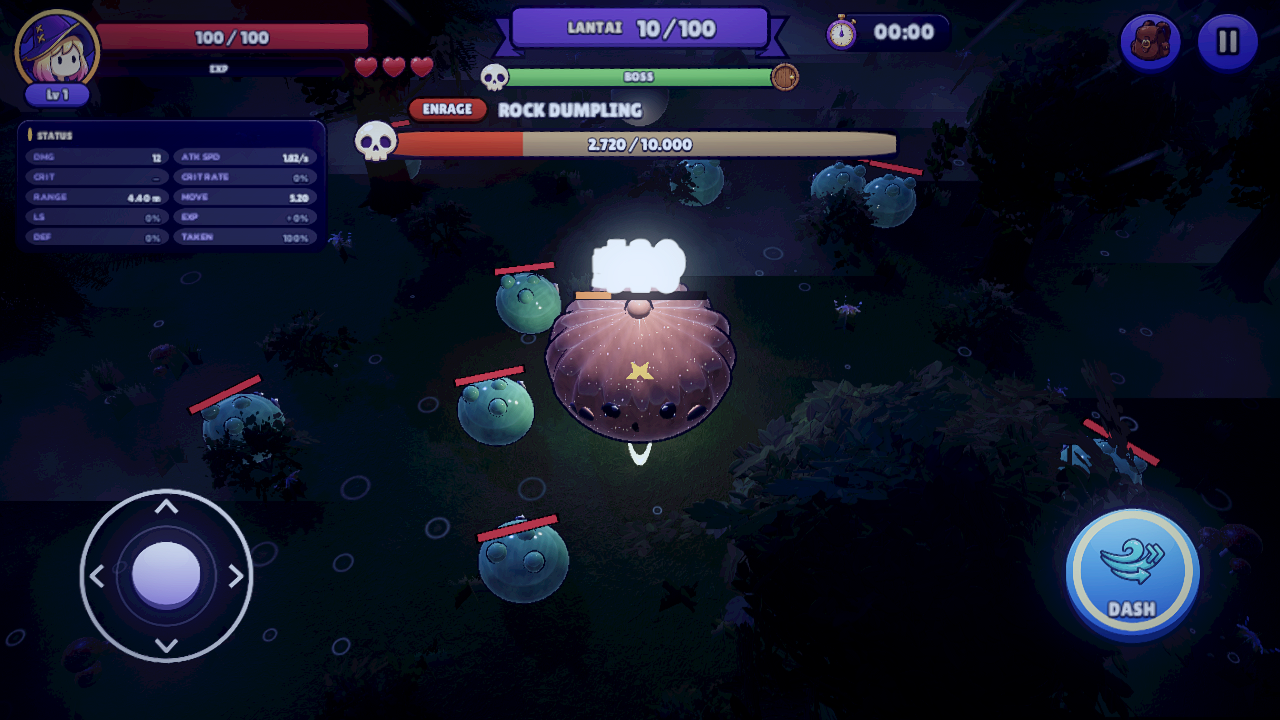 LANTAI 10/100
00:00
100/100
EXP
Lv 1
BOSS
ENRAGE ROCK DUMPLING
2.720/10.000
STATUS
DMG 12 ATK SPD 1.82/s
CRIT – CRIT RATE 0%
RANGE 4.40 m MOVE 5.20
LS 0% EXP +0%
DEF 0% TAKEN 100%
DASH